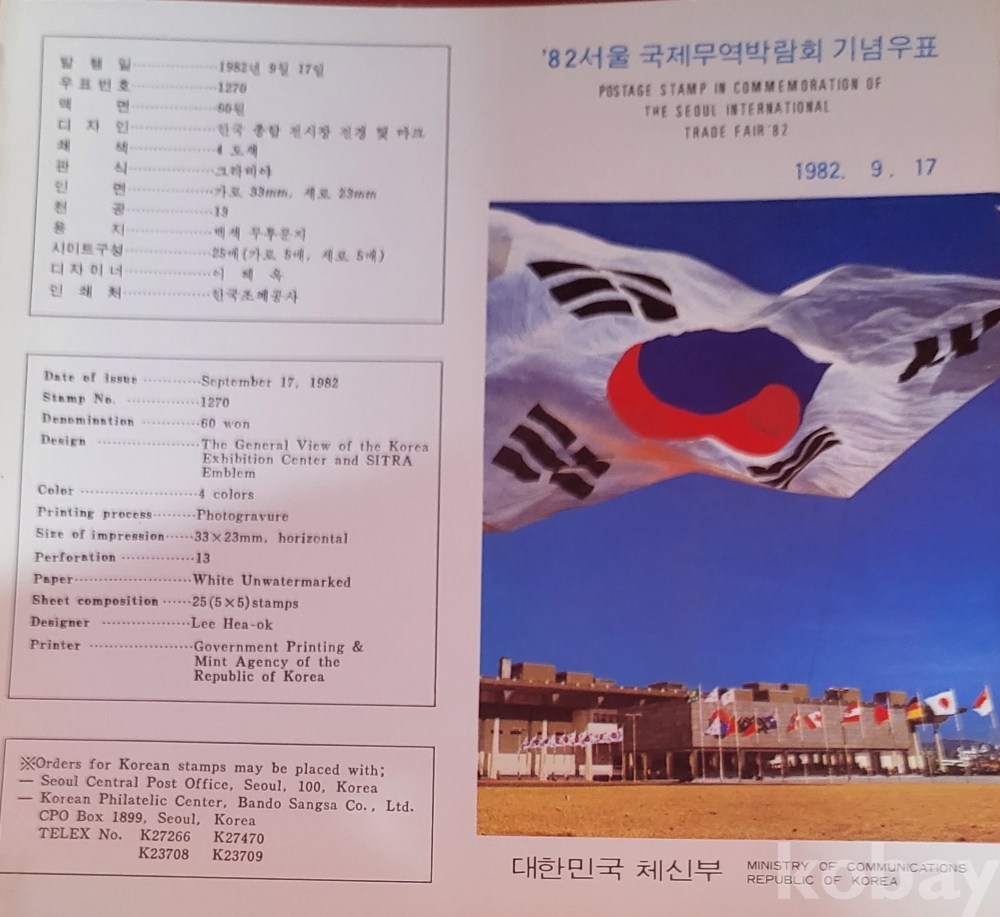 발 행 일 ············ 1982년 9월 17일
우표번호 ············ 1270
액 면 ············ 60원
디 자 인 ············ 한국 종합 전시장 전경 및 마크
쇄 색 ············ 4 도색
판 식 ············ 그라비아
인 면 ············ 가로 33mm, 세로 23mm
천 공 ············ 13
용 지 ············ 백색 무투문지
시이트구성 ············ 25매 (가로 5매, 세로 5매)
디 자 이 너 ············ 이 혜 옥
인 쇄 처 ············ 한국조폐공사
Date of issue ··········· September 17, 1982
Stamp No. ·············· 1270
Denomination ··········· 60 won
Design ··················· The General View of the Korea
Exhibition Center and SITRA
Emblem
Color ······················ 4 colors
Printing process ········· Photogravure
Size of impression ······ 33×23mm, horizontal
Perforation ·············· 13
Paper ······················ White Unwatermarked
Sheet composition ······ 25(5×5)stamps
Designer ················· Lee Hea-ok
Printer ···················· Government Printing &
Mint Agency of the
Republic of Korea
※Orders for Korean stamps may be placed with;
— Seoul Central Post Office, Seoul, 100, Korea
— Korean Philatelic Center, Bando Sangsa Co., Ltd.
CPO Box 1899, Seoul, Korea
TELEX No. K27266 K27470
K23708 K23709
'82서울 국제무역박람회 기념우표
POSTAGE STAMP IN COMMEMORATION OF
THE SEOUL INTERNATIONAL
TRADE FAIR '82
1982. 9. 17
대한민국 체신부
MINISTRY OF COMMUNICATIONS
REPUBLIC OF KOREA
kobay